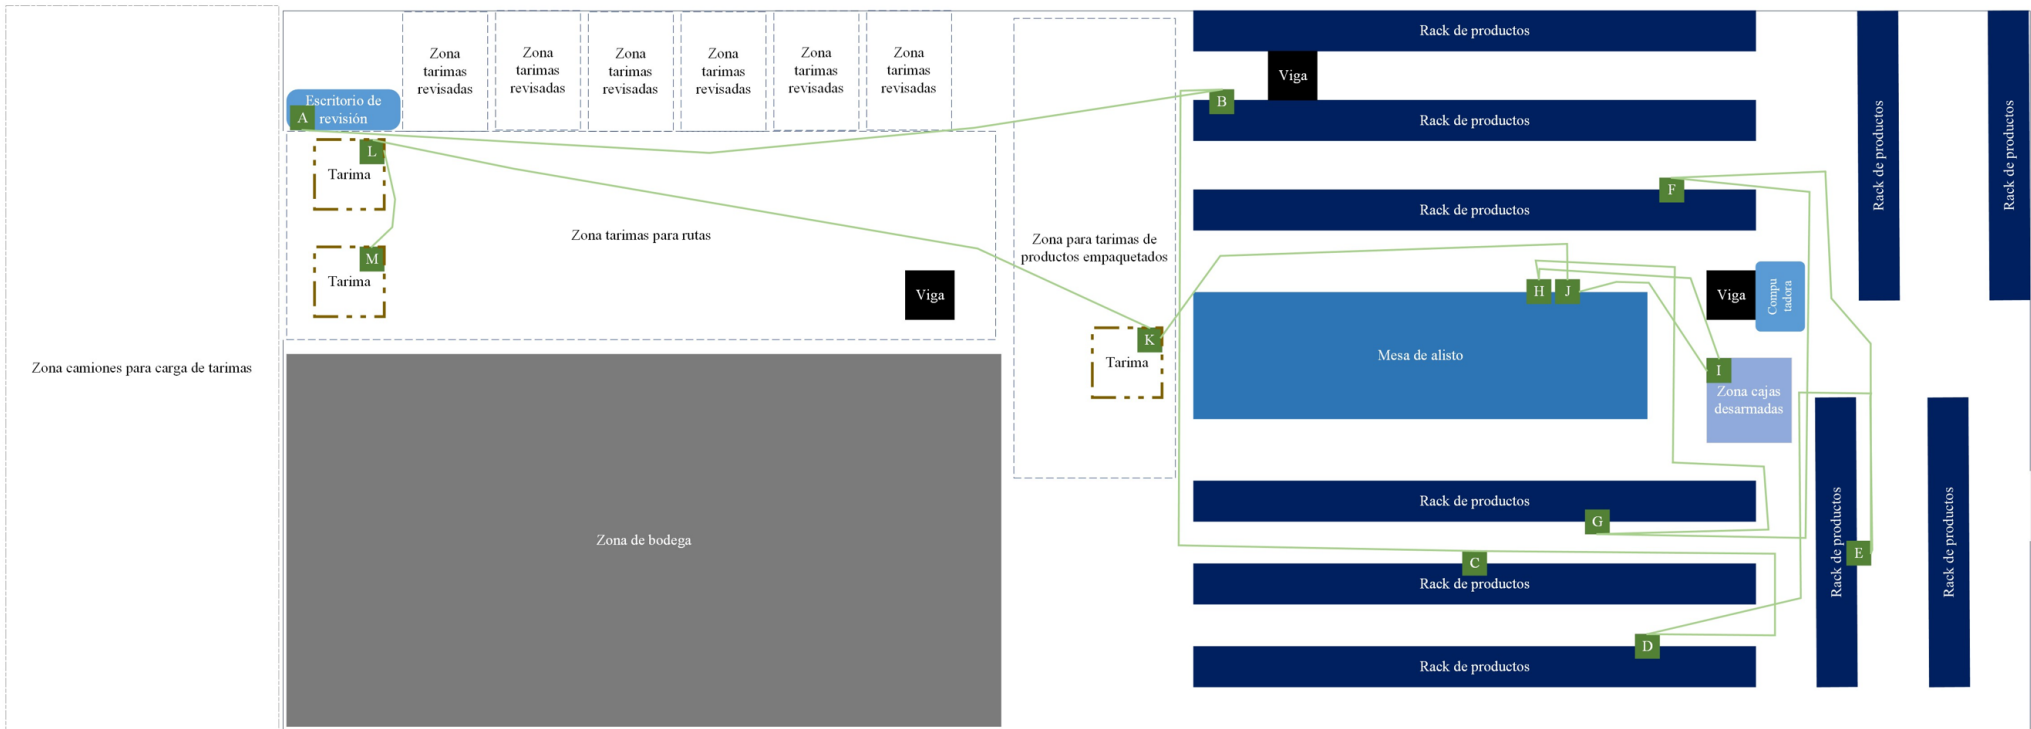 Zona camiones para carga de tarimas
Escritorio de
revisión
A
Zona
tarimas
revisadas
Zona
tarimas
revisadas
Zona
tarimas
revisadas
Zona
tarimas
revisadas
Zona
tarimas
revisadas
Zona
tarimas
revisadas
L
Tarima
M
Tarima
Zona tarimas para rutas
Viga
Zona de bodega
Zona para tarimas de
productos empaquetados
K
Tarima
Rack de productos
Viga
B
Rack de productos
F
Rack de productos
H
J
Mesa de alisto
Viga
Compu
tadora
I
Zona cajas
desarmadas
Rack de productos
G
C
Rack de productos
D
Rack de productos
Rack de productos
Rack de productos
Rack de productos
E
Rack de productos